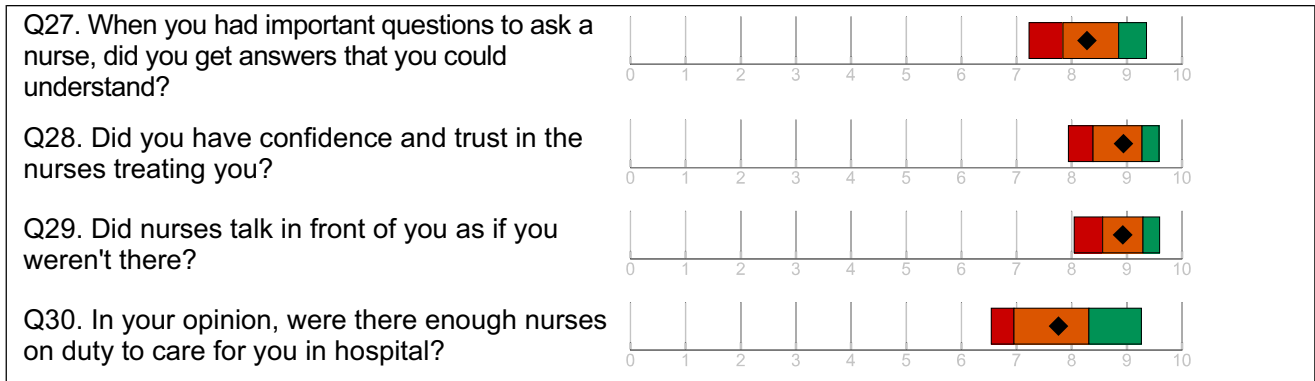 Q27. When you had important questions to ask a
nurse, did you get answers that you could
understand?
0 1 2 3 4 5 6 7 8 9 10
Q28. Did you have confidence and trust in the
nurses treating you?
0 1 2 3 4 5 6 7 8 9 10
Q29. Did nurses talk in front of you as if you
weren't there?
0 1 2 3 4 5 6 7 8 9 10
Q30. In your opinion, were there enough nurses
on duty to care for you in hospital?
0 1 2 3 4 5 6 7 8 9 10